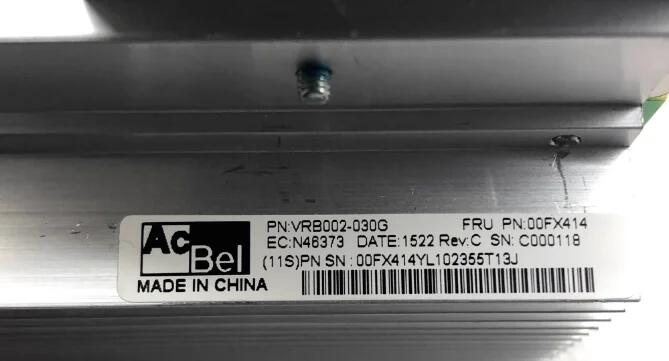 AcBel
PN:VRB002-030G FRU PN:00FX414
EC:N46373 DATE:1522 Rev:C SN: C000118
(11S)PN SN : 00FX414YL102355T13J
MADE IN CHINA